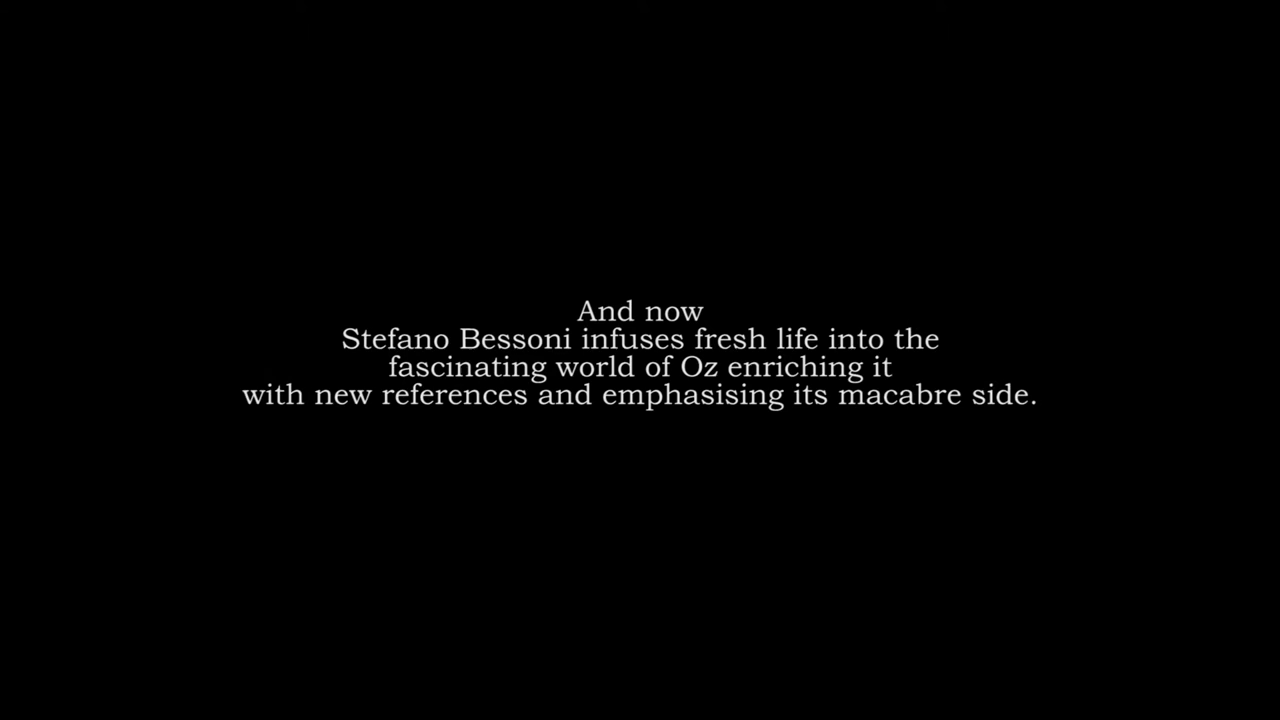 And now
Stefano Bessoni infuses fresh life into the
fascinating world of Oz enriching it
with new references and emphasising its macabre side.